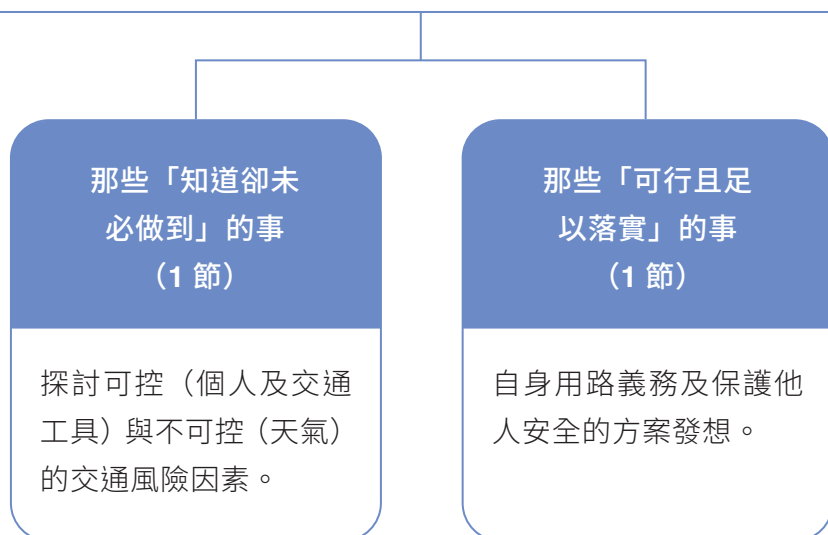 那些「知道卻未
必做到」的事
（1 節）
探討可控（個人及交通
工具）與不可控（天氣）
的交通風險因素。
那些「可行且足
以落實」的事
（1 節）
自身用路義務及保護他
人安全的方案發想。